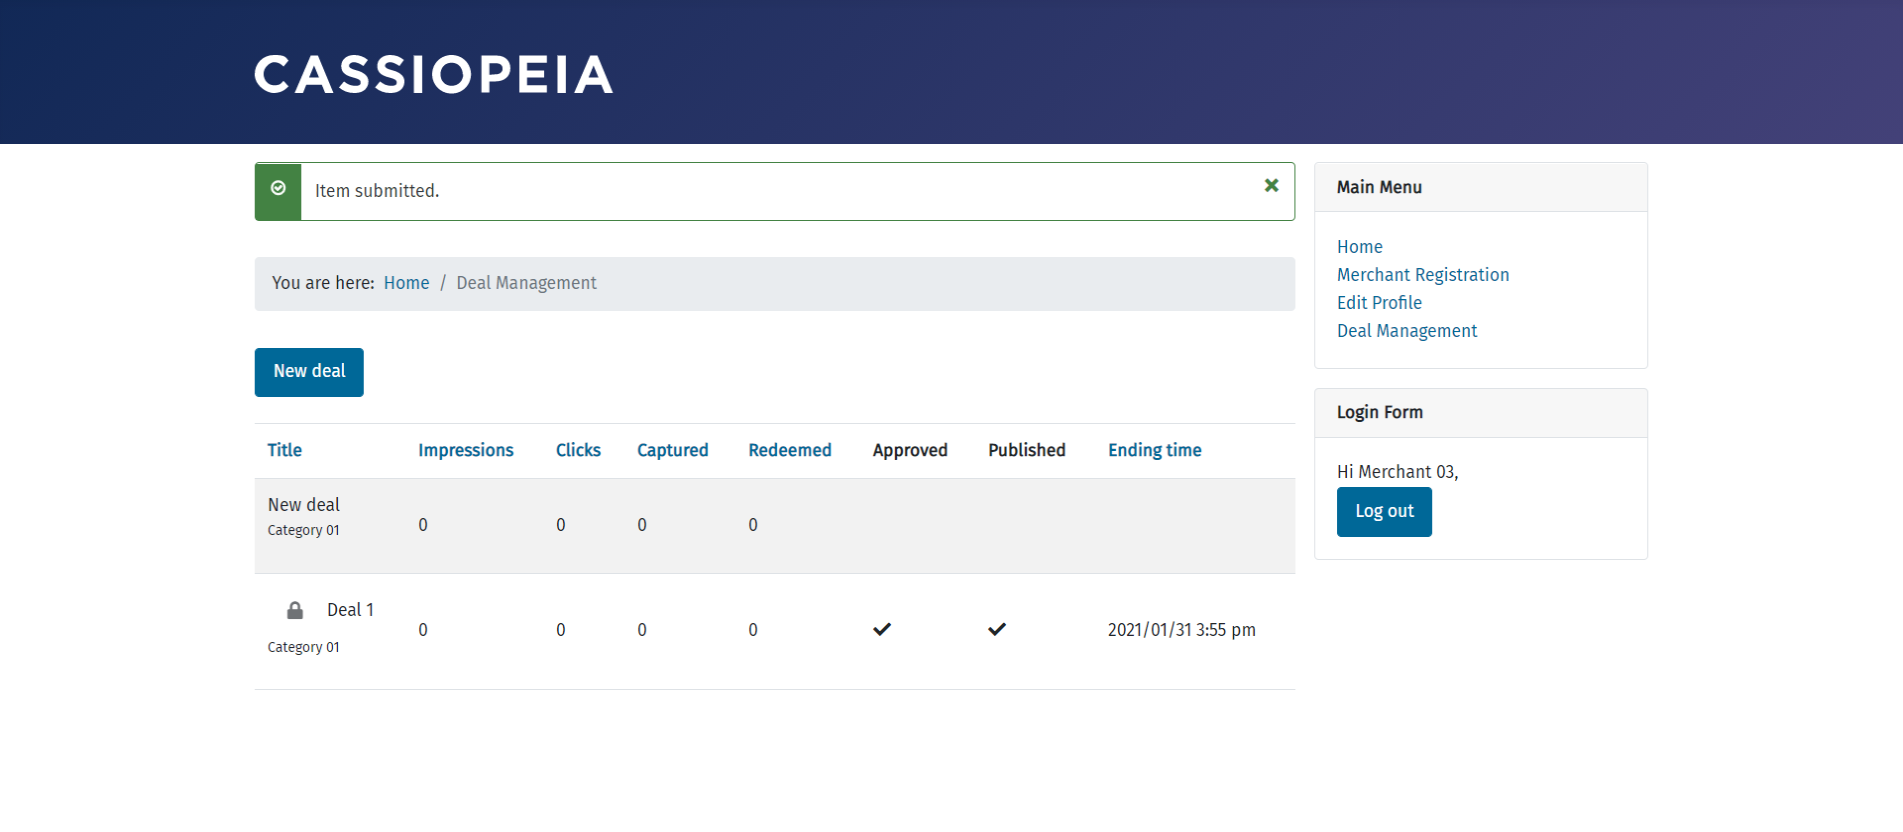 CASSIOPEIA
Item submitted.
You are here: Home / Deal Management
New deal
Title Impressions Clicks Captured Redeemed Approved Published Ending time
New deal
Category 01
0 0 0 0
Deal 1
Category 01
0 0 0 0 2021/01/31 3:55 pm
Main Menu
Home
Merchant Registration
Edit Profile
Deal Management
Login Form
Hi Merchant 03,
Log out